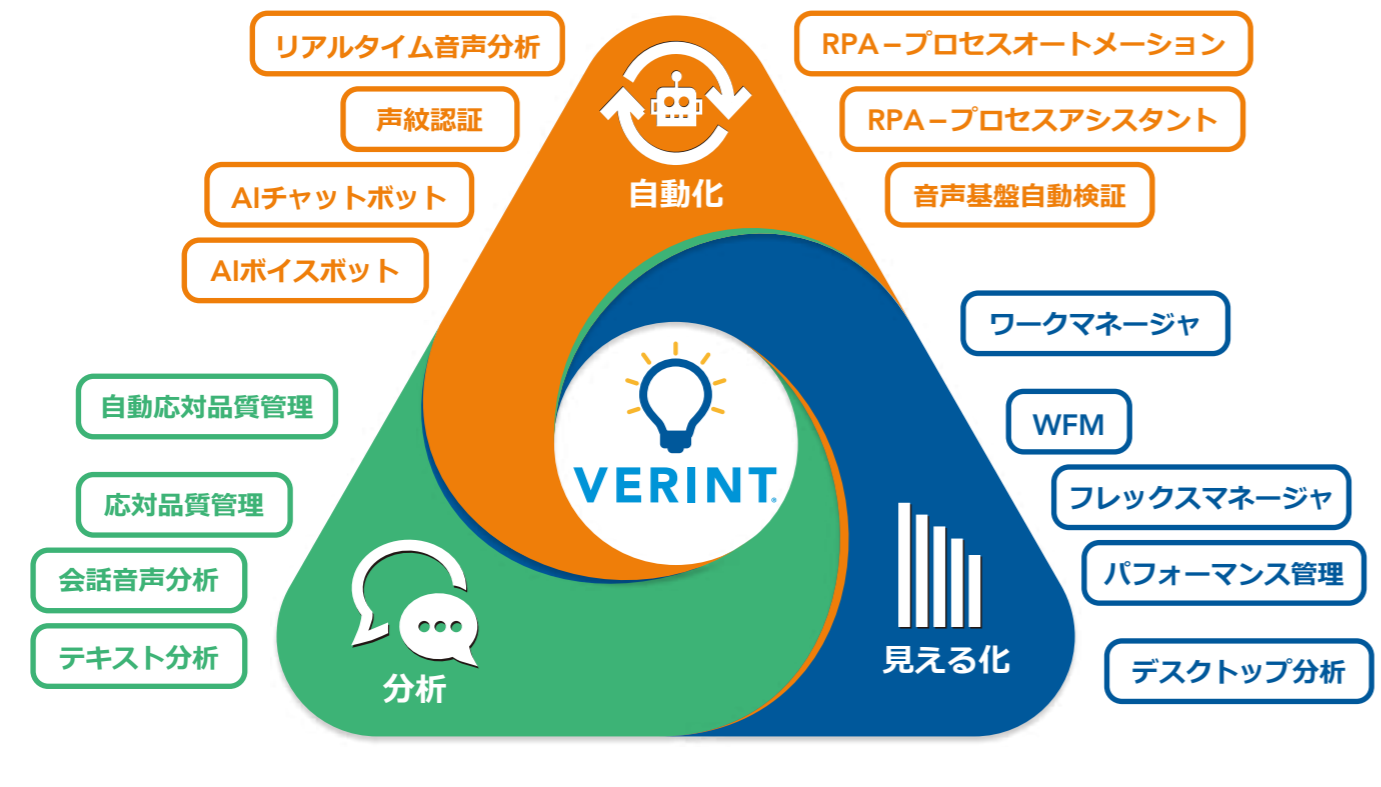 リアルタイム音声分析
RPA－プロセスオートメーション
声紋認証
RPA－プロセスアシスタント
AIチャットボット
自動化
音声基盤自動検証
AIボイスボット
ワークマネージャ
自動応対品質管理
WFM
VERINT
応対品質管理
フレックスマネージャ
会話音声分析
パフォーマンス管理
テキスト分析
分析
見える化
デスクトップ分析